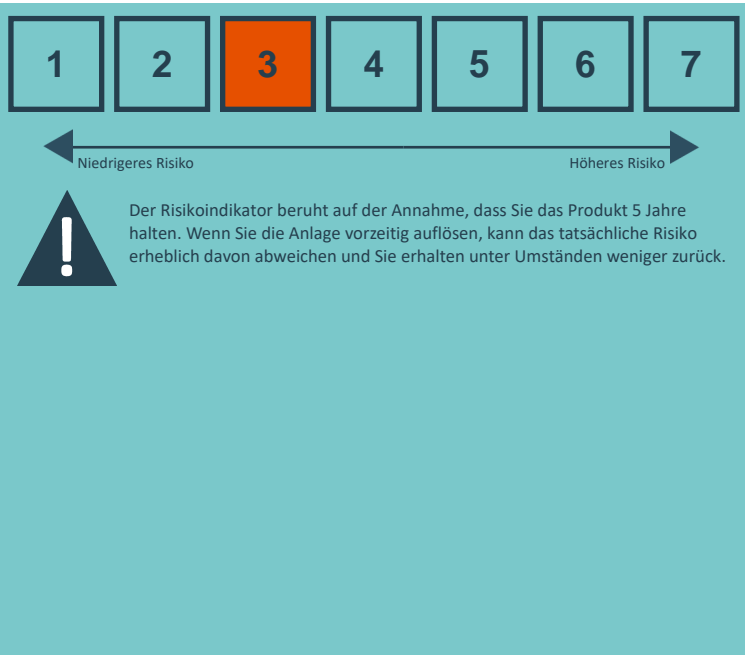 1 2 3 4 5 6 7
Niedrigeres Risiko Höheres Risiko
!
Der Risikoindikator beruht auf der Annahme, dass Sie das Produkt 5 Jahre
halten. Wenn Sie die Anlage vorzeitig auflösen, kann das tatsächliche Risiko
erheblich davon abweichen und Sie erhalten unter Umständen weniger zurück.